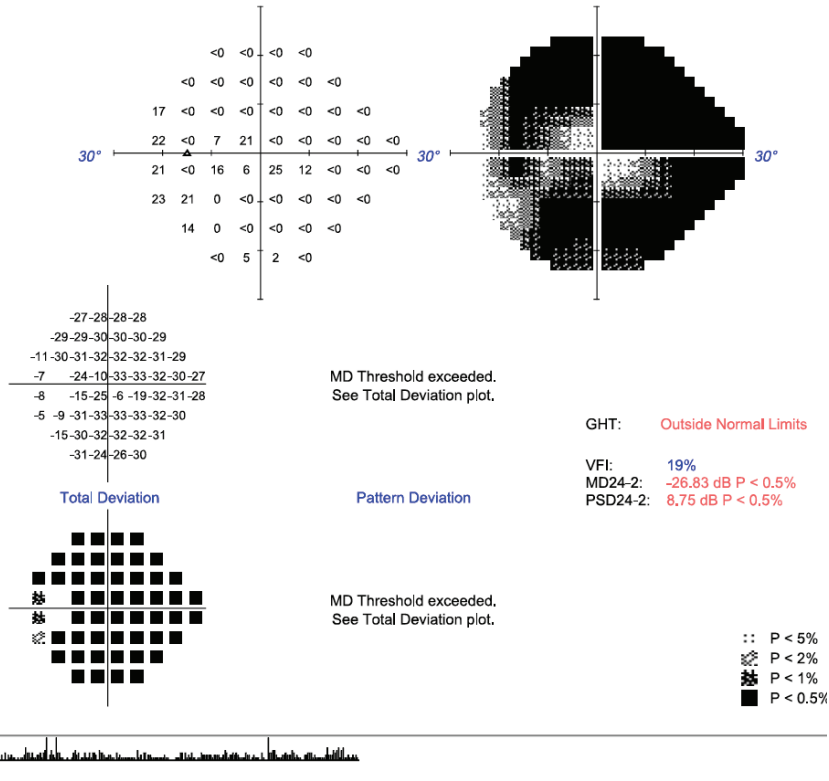 <0 <0 <0 <0
<0 <0 <0 <0 <0 <0
17 <0 <0 <0 <0 <0 <0 <0
22 <0 7 21 <0 <0 <0 <0 <0
30° 30° 30°
21 <0 16 6 25 12 <0 <0 <0
23 21 0 <0 <0 <0 <0 <0
14 0 <0 <0 <0 <0
<0 5 2 <0
-27 -28 -28 -28
-29 -29 -30 -30 -30 -29
-11 -30 -31 -32 -32 -32 -31 -29
-7 -24 -10 -33 -33 -32 -30 -27
-8 -15 -25 -6 -19 -32 -31 -28
-5 -9 -31 -33 -33 -33 -32 -30
-15 -30 -32 -32 -32 -31
-31 -24 -26 -30
MD Threshold exceeded.
See Total Deviation plot.
GHT: Outside Normal Limits
VFI: 19%
MD24-2: -26.83 dB P < 0.5%
PSD24-2: 8.75 dB P < 0.5%
Total Deviation
Pattern Deviation
MD Threshold exceeded.
See Total Deviation plot.
P < 5%
P < 2%
P < 1%
P < 0.5%